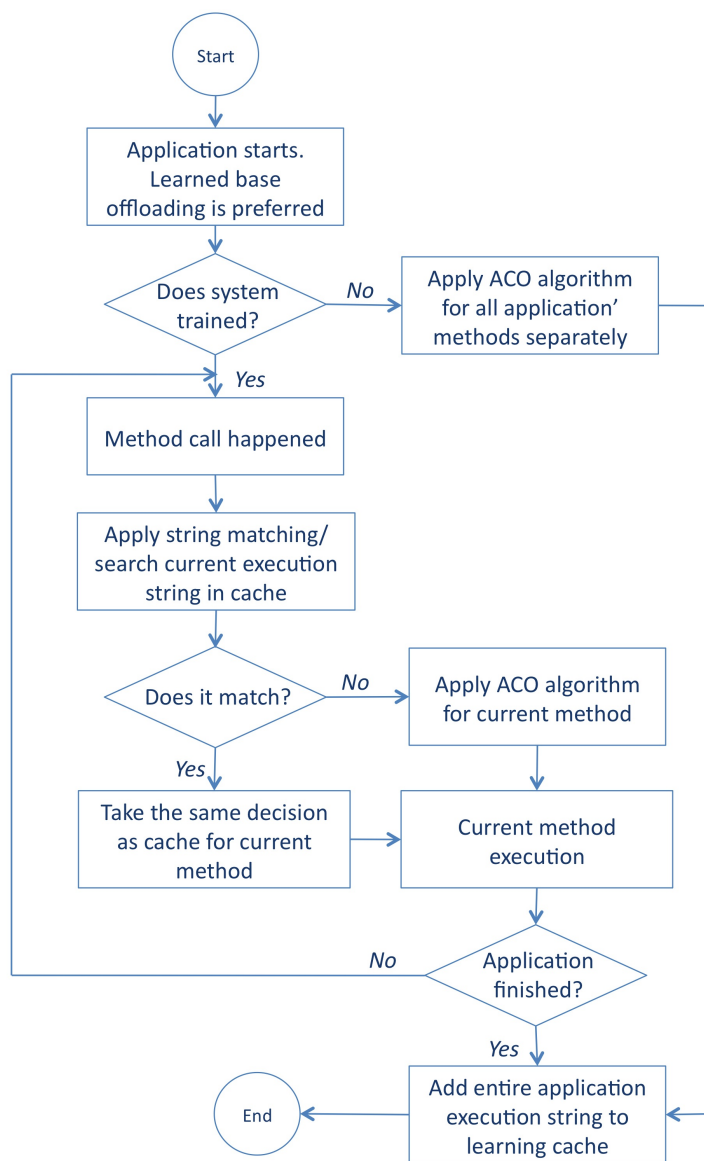 Start
Application starts.
Learned base
offloading is preferred
Does system
trained?
No
Apply ACO algorithm
for all application’
methods separately
Yes
Method call happened
Apply string matching/
search current execution
string in cache
Does it match?
No
Apply ACO algorithm
for current method
Yes
Take the same decision
as cache for current
method
Current method
execution
No
Application
finished?
Yes
Add entire application
execution string to
learning cache
End